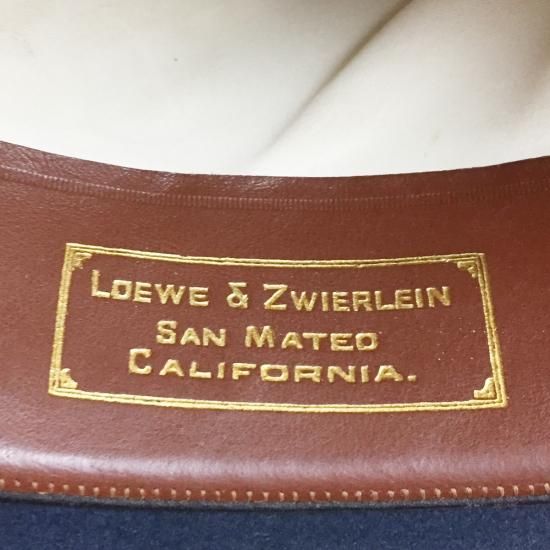 LOEWE & ZWIERLEIN
SAN MATEO
CALIFORNIA.